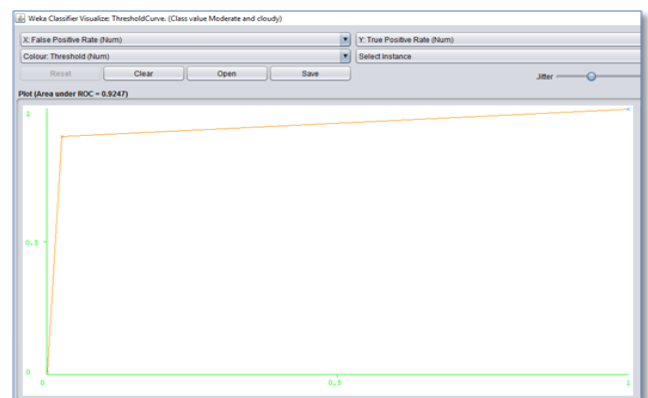 Weka Classifier Visualize: ThresholdCurve. (Class value Moderate and cloudy)
X: False Positive Rate (Num)
Y: True Positive Rate (Num)
Colour: Threshold (Num)
Select Instance
Reset
Clear
Open
Save
Jitter
Plot (Area under ROC = 0.9247)
1
0.5
0
0
0.5
1